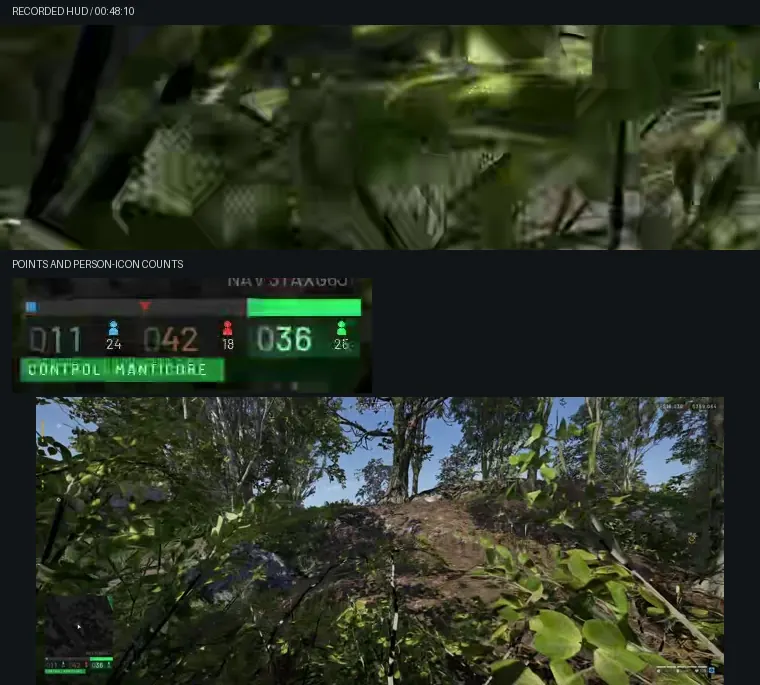 RECORDED HUD / 00:48:10
POINTS AND PERSON-ICON COUNTS
011 24 042 18 036 26
CONTROL MANTICORE